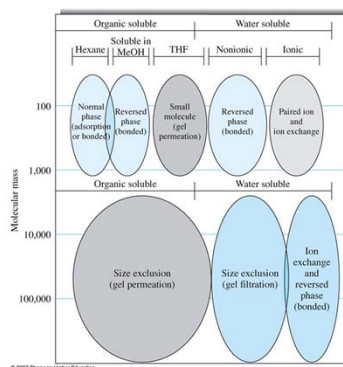 Organic soluble
Water soluble
Hexane
Soluble in
MeOH
THF
Nonionic
Ionic
Molecular mass
100
1,000
10,000
100,000
Normal
phase
(adsorption
or bonded)
Reversed
phase
(bonded)
Small
molecule
(gel
permeation)
Reversed
phase
(bonded)
Paired ion
and
ion exchange
Organic soluble
Water soluble
Size exclusion
(gel permeation)
Size exclusion
(gel filtration)
Ion
exchange
and
reversed
phase
(bonded)